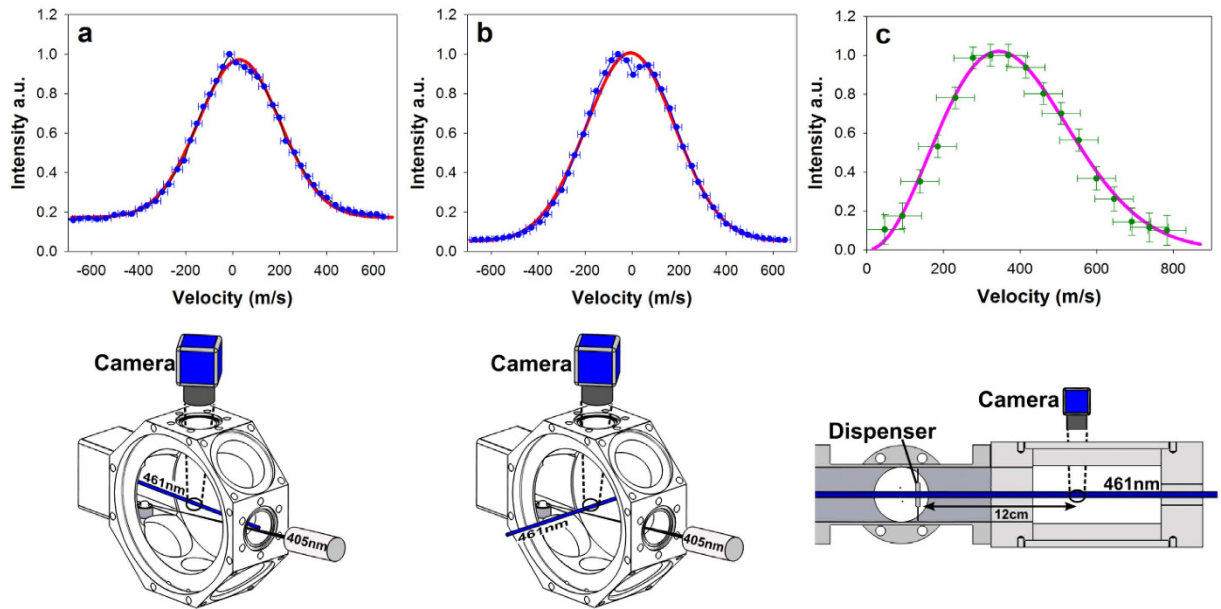 a
Intensity a.u.
1.2
1.0
0.8
0.6
0.4
0.2
0.0
-600 -400 -200 0 200 400 600
Velocity (m/s)
b
Intensity a.u.
1.2
1.0
0.8
0.6
0.4
0.2
0.0
-600 -400 -200 0 200 400 600
Velocity (m/s)
c
Intensity a.u.
1.2
1.0
0.8
0.6
0.4
0.2
0.0
0 200 400 600 800
Velocity (m/s)
Camera
461nm
405nm
Camera
461nm
405nm
Camera
Dispenser
461nm
12cm